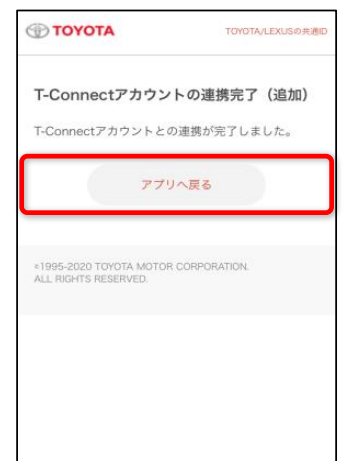 TOYOTA TOYOTA/LEXUSの共通ID
T-Connectアカウントの連携完了（追加）
T-Connectアカウントとの連携が完了しました。
アプリへ戻る
©1995-2020 TOYOTA MOTOR CORPORATION.
ALL RIGHTS RESERVED.